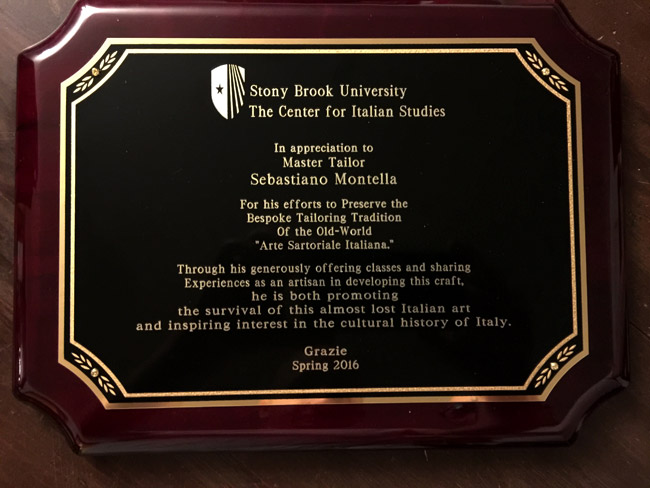 Stony Brook University
The Center for Italian Studies
In appreciation to
Master Tailor
Sebastiano Montella
For his efforts to Preserve the
Bespoke Tailoring Tradition
Of the Old-World
"Arte Sartoriale Italiana."
Through his generously offering classes and sharing
Experiences as an artisan in developing this craft,
he is both promoting
the survival of this almost lost Italian art
and inspiring interest in the cultural history of Italy.
Grazie
Spring 2016